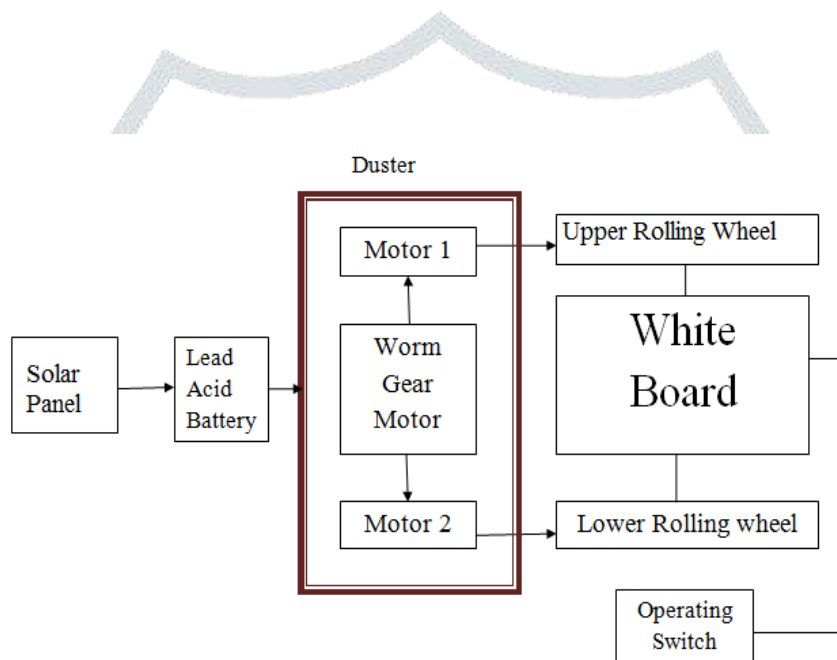 Duster
Motor 1
Upper Rolling Wheel
Worm
Gear
Motor
White
Board
Solar
Panel
Lead
Acid
Battery
Motor 2
Lower Rolling wheel
Operating
Switch